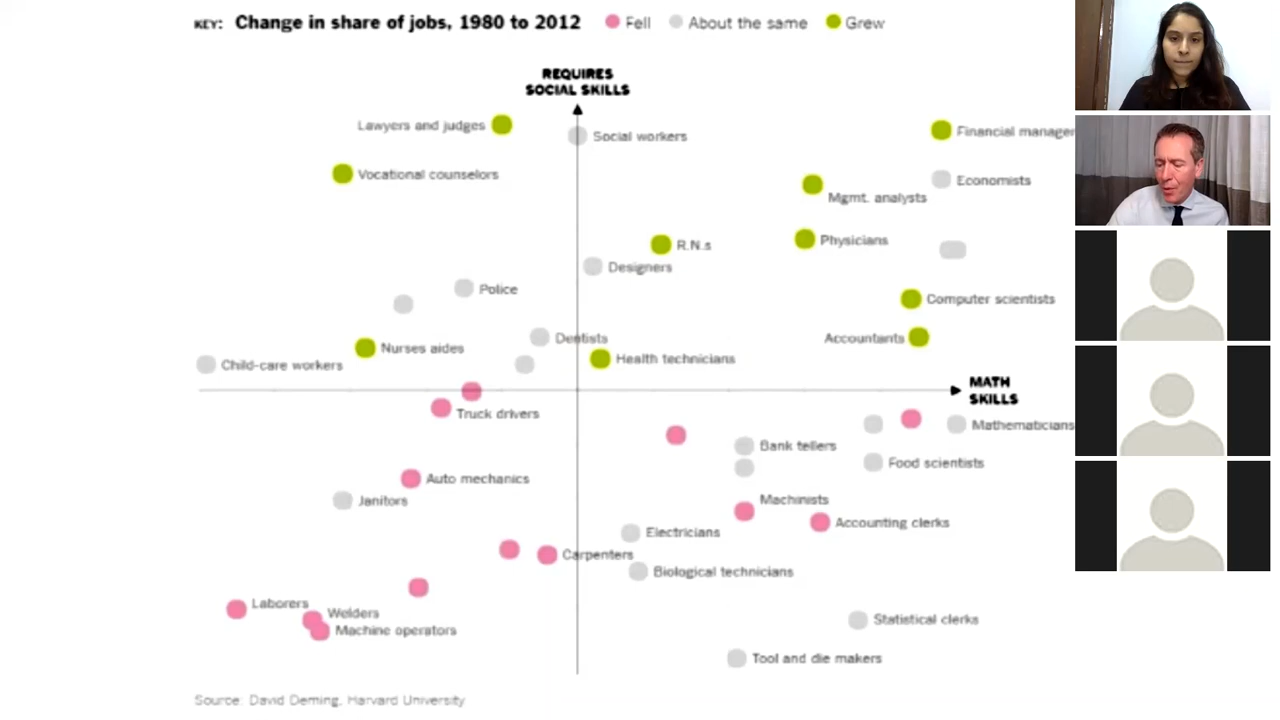 KEY: Change in share of jobs, 1980 to 2012 Fell About the same Grew
REQUIRES
SOCIAL SKILLS
Lawyers and judges
Social workers
Financial manager
Vocational counselors
Economists
Mgmt. analysts
R.N.s
Physicians
Designers
Police
Computer scientists
Dentists
Accountants
Nurses aides
Health technicians
Child-care workers
MATH
SKILLS
Truck drivers
Mathematicians
Bank tellers
Food scientists
Auto mechanics
Janitors
Machinists
Accounting clerks
Electricians
Carpenters
Biological technicians
Laborers
Welders
Statistical clerks
Machine operators
Tool and die makers
Source: David Deming, Harvard University